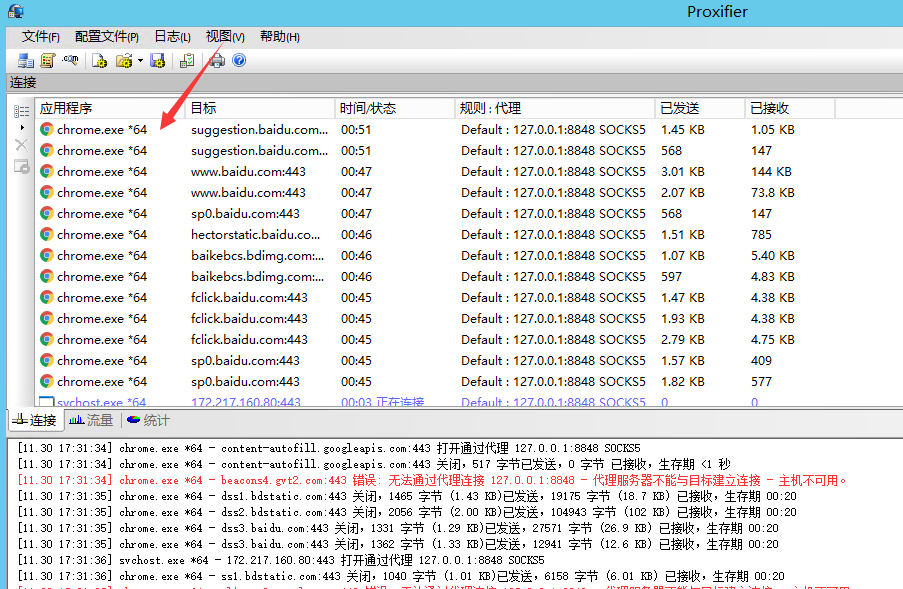 Proxifier
文件(F) 配置文件(P) 日志(L) 视图(V) 帮助(H)
连接
应用程序 目标 时间/状态 规则 : 代理 已发送 已接收
chrome.exe *64 suggestion.baidu.com... 00:51 Default : 127.0.0.1:8848 SOCKS5 1.45 KB 1.05 KB
chrome.exe *64 suggestion.baidu.com... 00:51 Default : 127.0.0.1:8848 SOCKS5 568 147
chrome.exe *64 www.baidu.com:443 00:47 Default : 127.0.0.1:8848 SOCKS5 3.01 KB 144 KB
chrome.exe *64 www.baidu.com:443 00:47 Default : 127.0.0.1:8848 SOCKS5 2.07 KB 73.8 KB
chrome.exe *64 sp0.baidu.com:443 00:47 Default : 127.0.0.1:8848 SOCKS5 568 147
chrome.exe *64 hectorstatic.baidu.co... 00:46 Default : 127.0.0.1:8848 SOCKS5 1.51 KB 785
chrome.exe *64 baikebcs.bdimg.com:... 00:46 Default : 127.0.0.1:8848 SOCKS5 1.07 KB 5.40 KB
chrome.exe *64 baikebcs.bdimg.com:... 00:46 Default : 127.0.0.1:8848 SOCKS5 597 4.83 KB
chrome.exe *64 fclick.baidu.com:443 00:45 Default : 127.0.0.1:8848 SOCKS5 1.47 KB 4.38 KB
chrome.exe *64 fclick.baidu.com:443 00:45 Default : 127.0.0.1:8848 SOCKS5 1.93 KB 4.38 KB
chrome.exe *64 fclick.baidu.com:443 00:45 Default : 127.0.0.1:8848 SOCKS5 2.79 KB 4.75 KB
chrome.exe *64 sp0.baidu.com:443 00:45 Default : 127.0.0.1:8848 SOCKS5 1.57 KB 409
chrome.exe *64 sp0.baidu.com:443 00:45 Default : 127.0.0.1:8848 SOCKS5 1.82 KB 577
svchost.exe *64 172.217.160.80:443 00:03 正在连接 Default : 127.0.0.1:8848 SOCKS5 0 0
连接 流量 统计
[11.30 17:31:34] chrome.exe *64 - content-autofill.googleapis.com:443 打开通过代理 127.0.0.1:8848 SOCKS5
[11.30 17:31:34] chrome.exe *64 - content-autofill.googleapis.com:443 关闭，517 字节已发送，0 字节 已接收，生存期 <1 秒
[11.30 17:31:34] chrome.exe *64 - beacons4.gvt2.com:443 错误：无法通过代理连接 127.0.0.1:8848 - 代理服务器不能与目标建立连接 - 主机不可用。
[11.30 17:31:35] chrome.exe *64 - dss1.bdstatic.com:443 关闭，1465 字节 (1.43 KB)已发送，19175 字节 (18.7 KB) 已接收，生存期 00:20
[11.30 17:31:35] chrome.exe *64 - dss2.bdstatic.com:443 关闭，2056 字节 (2.00 KB)已发送，104943 字节 (102 KB) 已接收，生存期 00:20
[11.30 17:31:35] chrome.exe *64 - dss3.baidu.com:443 关闭，1331 字节 (1.29 KB)已发送，27571 字节 (26.9 KB) 已接收，生存期 00:20
[11.30 17:31:35] chrome.exe *64 - dss3.baidu.com:443 关闭，1362 字节 (1.33 KB)已发送，12941 字节 (12.6 KB) 已接收，生存期 00:20
[11.30 17:31:36] svchost.exe *64 - 172.217.160.80:443 打开通过代理 127.0.0.1:8848 SOCKS5
[11.30 17:31:36] chrome.exe *64 - ss1.bdstatic.com:443 关闭，1040 字节 (1.01 KB)已发送，6158 字节 (6.01 KB) 已接收，生存期 00:20